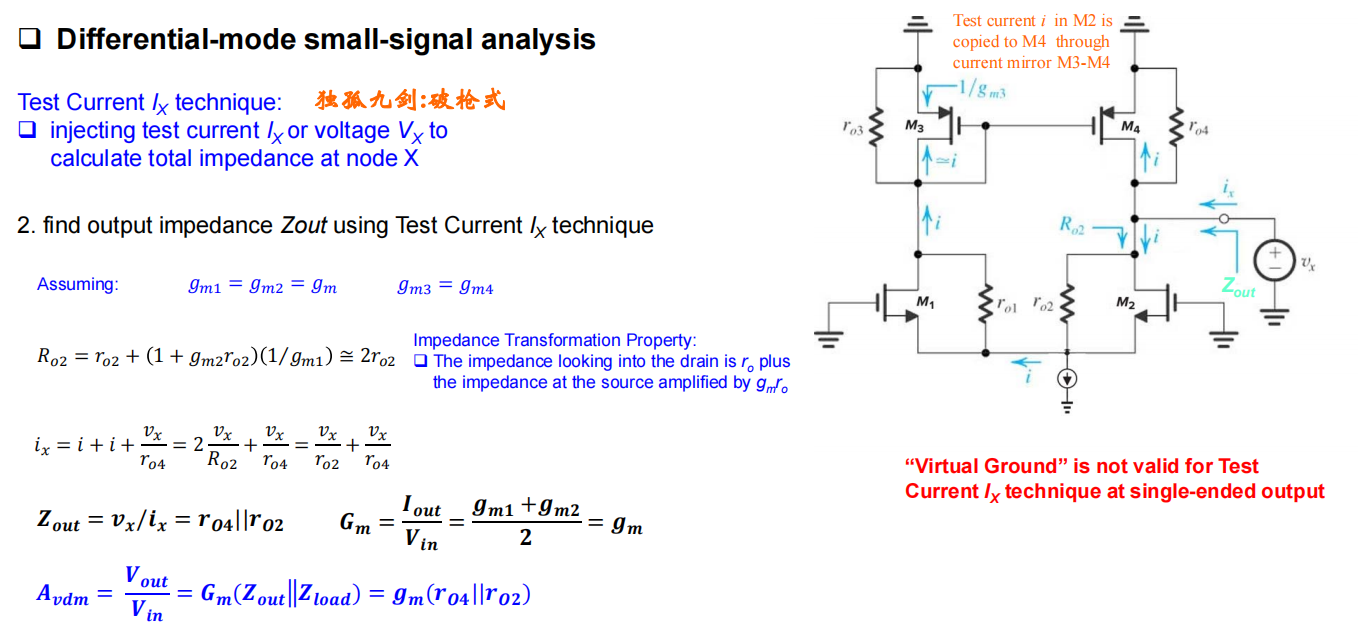 ❑ Differential-mode small-signal analysis
Test Current I_X technique: 独孤九剑:破枪式
❑ injecting test current I_X or voltage V_X to
calculate total impedance at node X
2. find output impedance Zout using Test Current I_X technique
Assuming: g_{m1} = g_{m2} = g_m g_{m3} = g_{m4}
R_{o2} = r_{o2} + (1 + g_{m2}r_{o2})(1/g_{m1}) ≅ 2r_{o2}
Impedance Transformation Property:
❑ The impedance looking into the drain is r_o plus
the impedance at the source amplified by g_m r_o
i_x = i + i + \frac{v_x}{r_{o4}} = 2\frac{v_x}{R_{o2}} + \frac{v_x}{r_{o4}} = \frac{v_x}{r_{o2}} + \frac{v_x}{r_{o4}}
Z_{out} = v_x/i_x = r_{O4}||r_{O2} G_m = \frac{I_{out}}{V_{in}} = \frac{g_{m1}+g_{m2}}{2} = g_m
A_{vdm} = \frac{V_{out}}{V_{in}} = G_m(Z_{out}||Z_{load}) = g_m(r_{O4}||r_{O2})
Test current i in M2 is
copied to M4 through
current mirror M3-M4
1/g_{m3}
r_{o3}
M₃
M₄
r_{o4}
≃i
i
i_x
i
R_{o2}
i
+
−
v_x
Z_{out}
M₁
r_{o1}
r_{o2}
M₂
i
“Virtual Ground” is not valid for Test
Current I_X technique at single-ended output